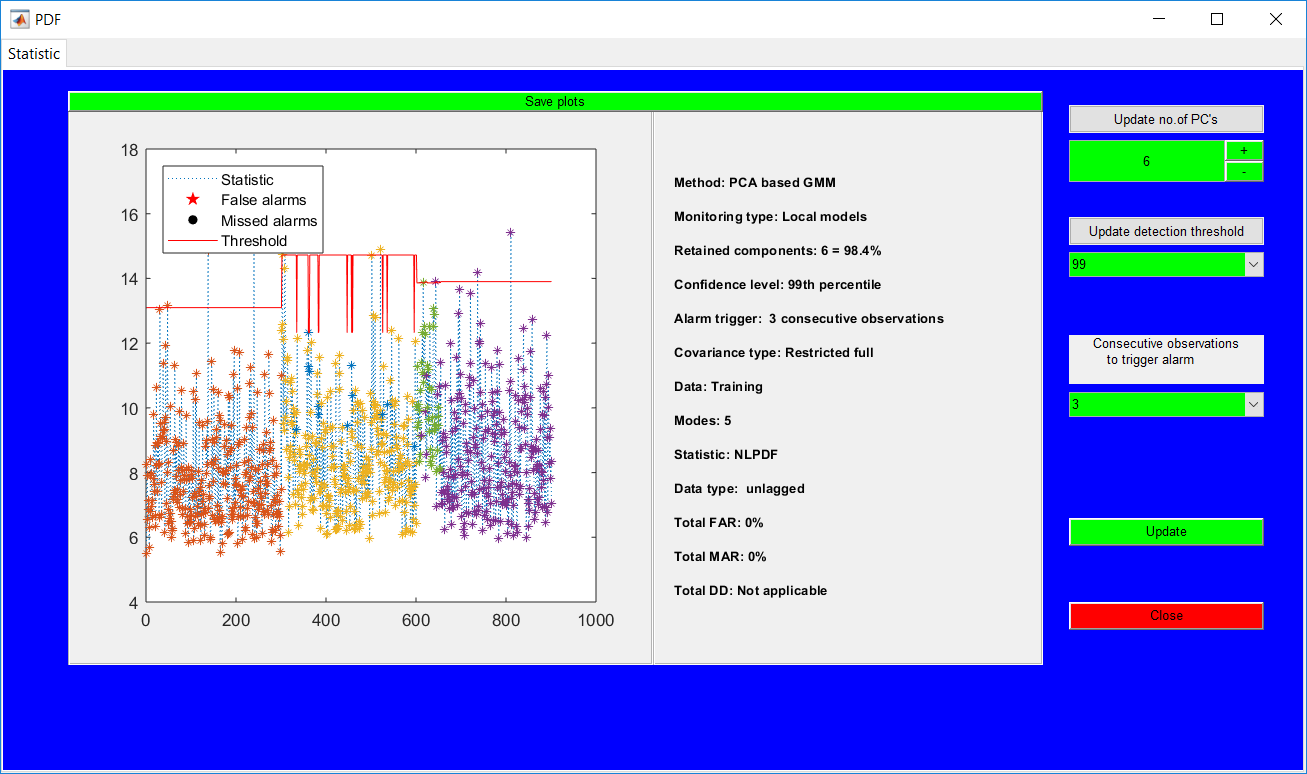 PDF
Statistic
Save plots
18
16
14
12
10
8
6
4
0
200
400
600
800
1000
Statistic
False alarms
Missed alarms
Threshold
Method: PCA based GMM
Monitoring type: Local models
Retained components: 6 = 98.4%
Confidence level: 99th percentile
Alarm trigger:  3 consecutive observations
Covariance type: Restricted full
Data: Training
Modes: 5
Statistic: NLPDF
Data type:  unlagged
Total FAR: 0%
Total MAR: 0%
Total DD: Not applicable
Update no.of PC's
6
+
-
Update detection threshold
99
Consecutive observations
to trigger alarm
3
Update
Close